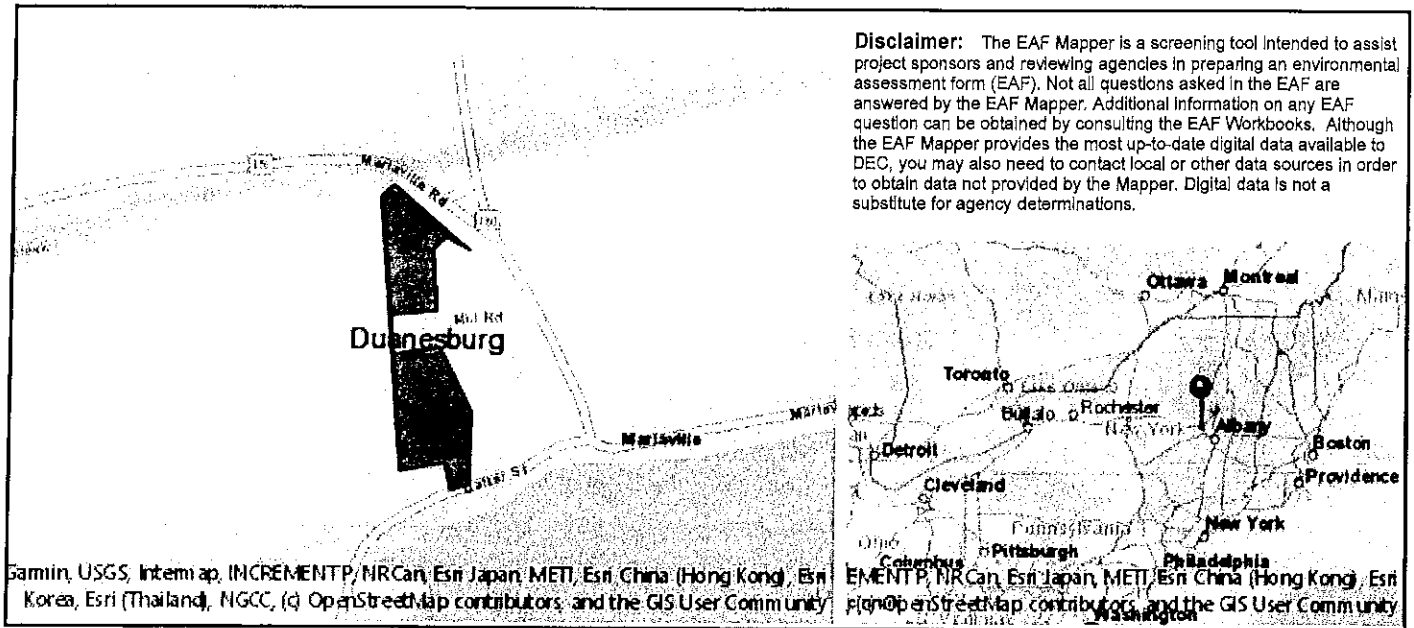 Disclaimer: The EAF Mapper is a screening tool intended to assist
project sponsors and reviewing agencies in preparing an environmental
assessment form (EAF). Not all questions asked in the EAF are
answered by the EAF Mapper. Additional information on any EAF
question can be obtained by consulting the EAF Workbooks. Although
the EAF Mapper provides the most up-to-date digital data available to
DEC, you may also need to contact local or other data sources in order
to obtain data not provided by the Mapper. Digital data is not a
substitute for agency determinations.
Mariaville Rd
Mill Rd
Duanesburg
Mariaville
Batter St
Garmin, USGS, Intermap, INCREMENT P, NRCan, Esri Japan, METI, Esri China (Hong Kong), Esri
Korea, Esri (Thailand), NGCC, (c) OpenStreetMap contributors, and the GIS User Community
Ottawa
Montreal
Toronto
Buffalo
Rochester
New York
Albany
Detroit
Boston
Providence
Cleveland
New York
Pennsylvania
Ohio
Pittsburgh
Columbus
Philadelphia
EMENT P, NRCan, Esri Japan, METI, Esri China (Hong Kong), Esri
OpenStreetMap contributors, and the GIS User Community
Washington